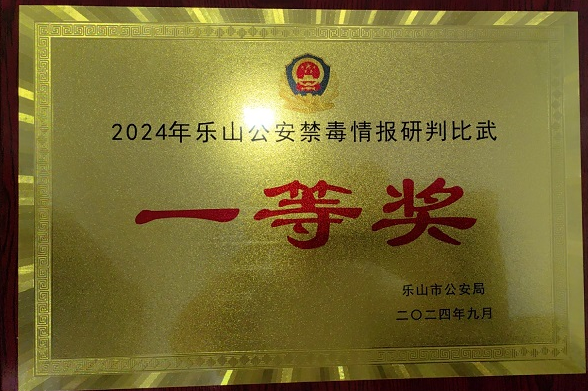 2024年乐山公安禁毒情报研判比武
一等奖
乐山市公安局
二〇二四年九月